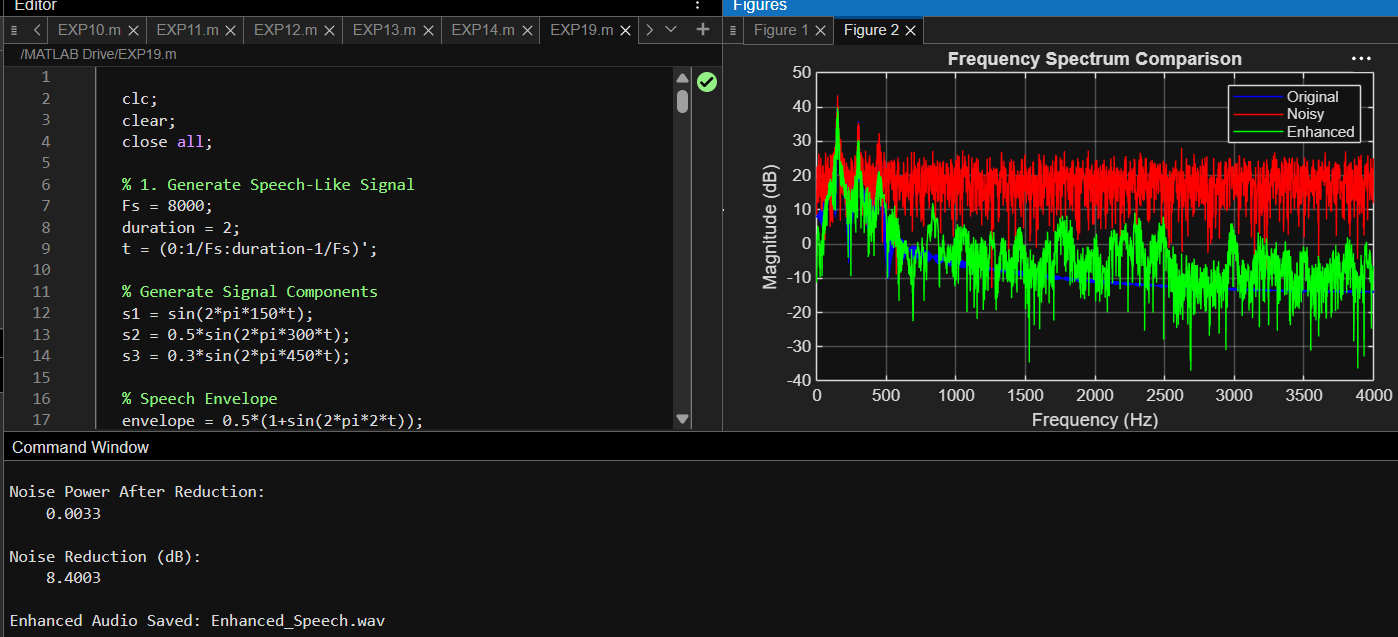 Editor
EXP10.m
EXP11.m
EXP12.m
EXP13.m
EXP14.m
EXP19.m
/MATLAB Drive/EXP19.m
1
2 clc;
3 clear;
4 close all;
5
6 % 1. Generate Speech-Like Signal
7 Fs = 8000;
8 duration = 2;
9 t = (0:1/Fs:duration-1/Fs)';
10
11 % Generate Signal Components
12 s1 = sin(2*pi*150*t);
13 s2 = 0.5*sin(2*pi*300*t);
14 s3 = 0.3*sin(2*pi*450*t);
15
16 % Speech Envelope
17 envelope = 0.5*(1+sin(2*pi*2*t));
Figures
Figure 1
Figure 2
Frequency Spectrum Comparison
Original
Noisy
Enhanced
Magnitude (dB)
50
40
30
20
10
0
-10
-20
-30
-40
0 500 1000 1500 2000 2500 3000 3500 4000
Frequency (Hz)
Command Window
Noise Power After Reduction:
0.0033
Noise Reduction (dB):
8.4003
Enhanced Audio Saved: Enhanced_Speech.wav